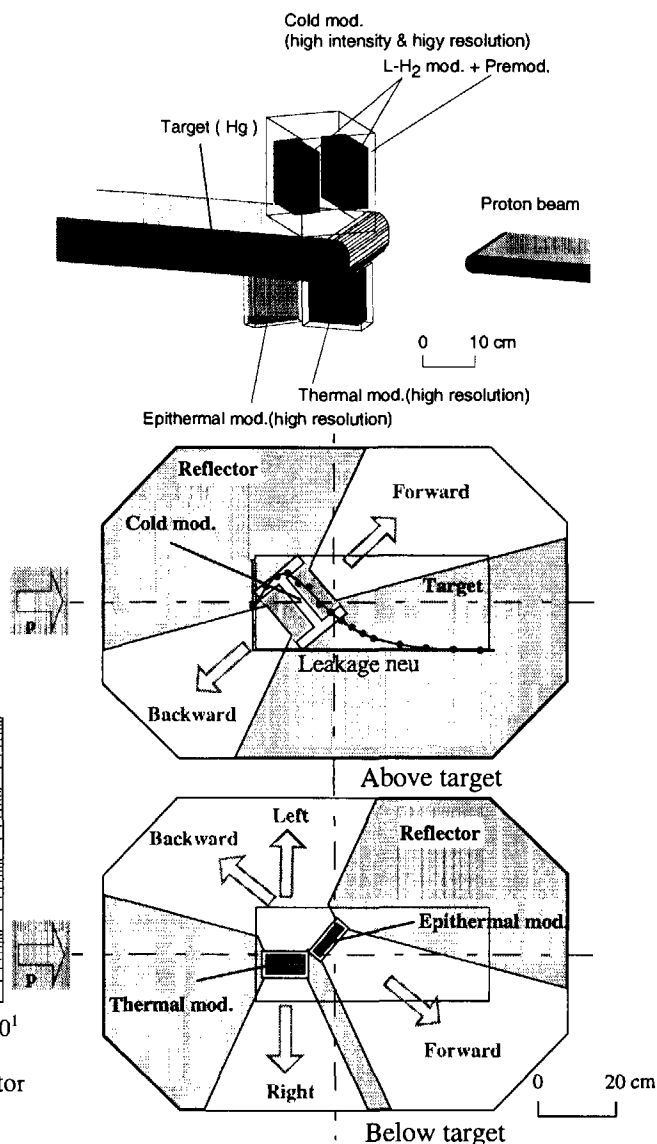 Cold mod.
(high intensity & higy resolution)
L-H2 mod. + Premod.
Target ( Hg )
Proton beam
0 10 cm
Thermal mod.(high resolution)
Epithermal mod.(high resolution)
Reflector
Forward
Cold mod.
Target
p
Leakage neu
Backward
Above target
Left
Backward
Reflector
Epithermal mod.
p
Thermal mod.
Forward
Right
0 20 cm
Below target
0¹
tor